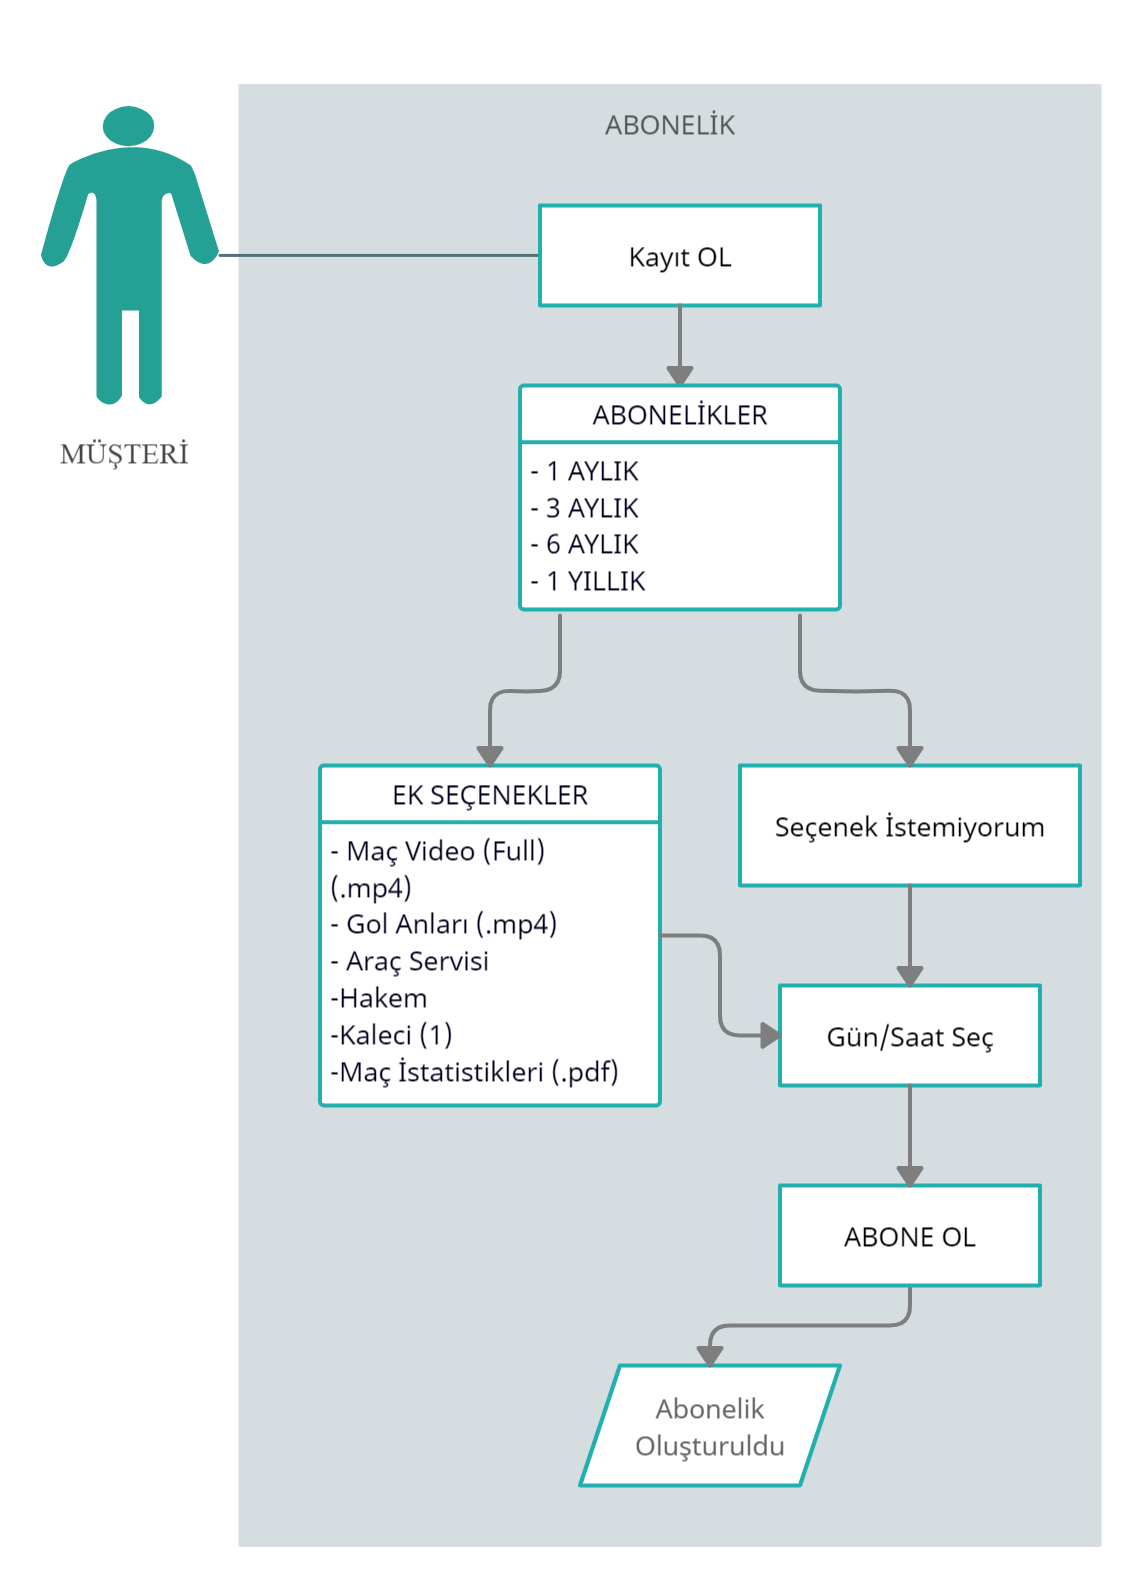 ABONELİK
Kayıt OL
MÜŞTERİ
ABONELİKLER
- 1 AYLIK
- 3 AYLIK
- 6 AYLIK
- 1 YILLIK
EK SEÇENEKLER
- Maç Video (Full)
(.mp4)
- Gol Anları (.mp4)
- Araç Servisi
-Hakem
-Kaleci (1)
-Maç İstatistikleri (.pdf)
Seçenek İstemiyorum
Gün/Saat Seç
ABONE OL
Abonelik
Oluşturuldu